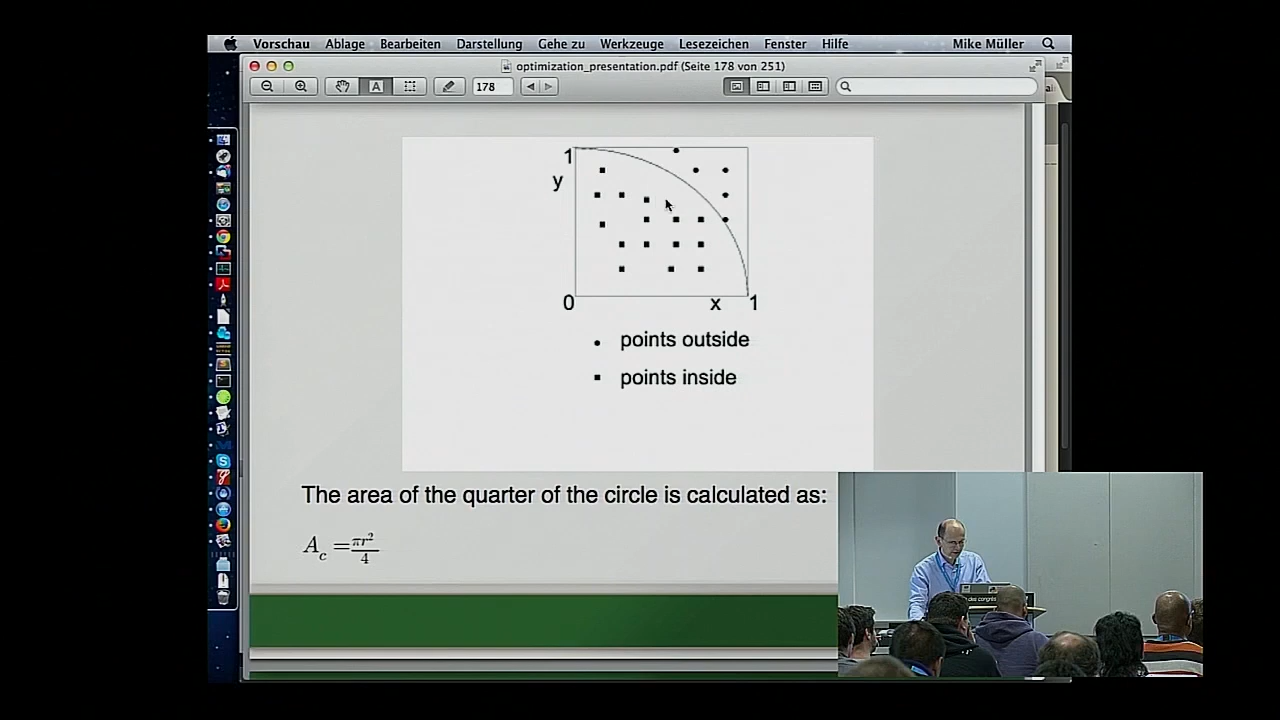 Vorschau Ablage Bearbeiten Darstellung Gehe zu Werkzeuge Lesezeichen Fenster Hilfe Mike Müller
optimization_presentation.pdf (Seite 178 von 251)
A 178
1
y
0 x 1
points outside
points inside
The area of the quarter of the circle is calculated as:
A_c = πr²/4
des congrès